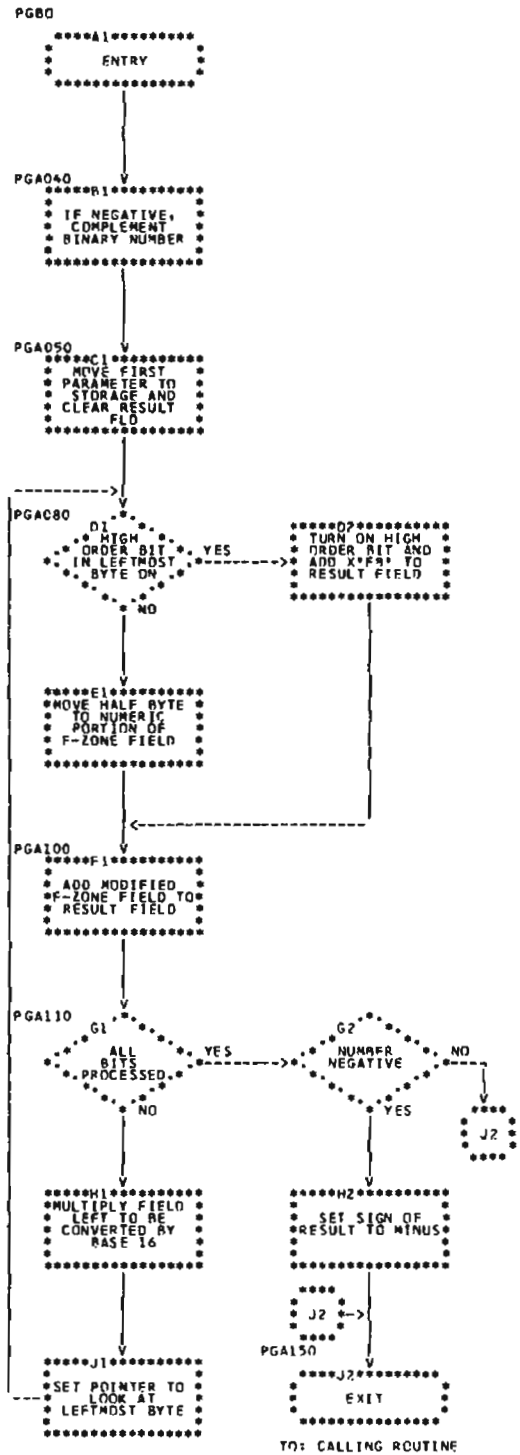 PGB0
A1
ENTRY
PGA040
B1
IF NEGATIVE,
COMPLEMENT
BINARY NUMBER
PGA050
C1
MOVE FIRST
PARAMETER TO
STORAGE AND
CLEAR RESULT
FLD
PGA080
D1
HIGH
ORDER BIT
IN LEFTMOST
BYTE ON
YES
NO
D2
TURN ON HIGH
ORDER BIT AND
ADD X'F8' TO
RESULT FIELD
E1
MOVE HALF BYTE
TO NUMERIC
PORTION OF
F-ZONE FIELD
PGA100
F1
ADD MODIFIED
F-ZONE FIELD TO
RESULT FIELD
PGA110
G1
ALL
BITS
PROCESSED
YES
NO
G2
NUMBER
NEGATIVE
NO
YES
J2
H1
MULTIPLY FIELD
LEFT TO BE
CONVERTED BY
BASE 16
H2
SET SIGN OF
RESULT TO MINUS
J2
PGA150
J1
SET POINTER TO
LOOK AT
LEFTMOST BYTE
J2
EXIT
TO: CALLING ROUTINE